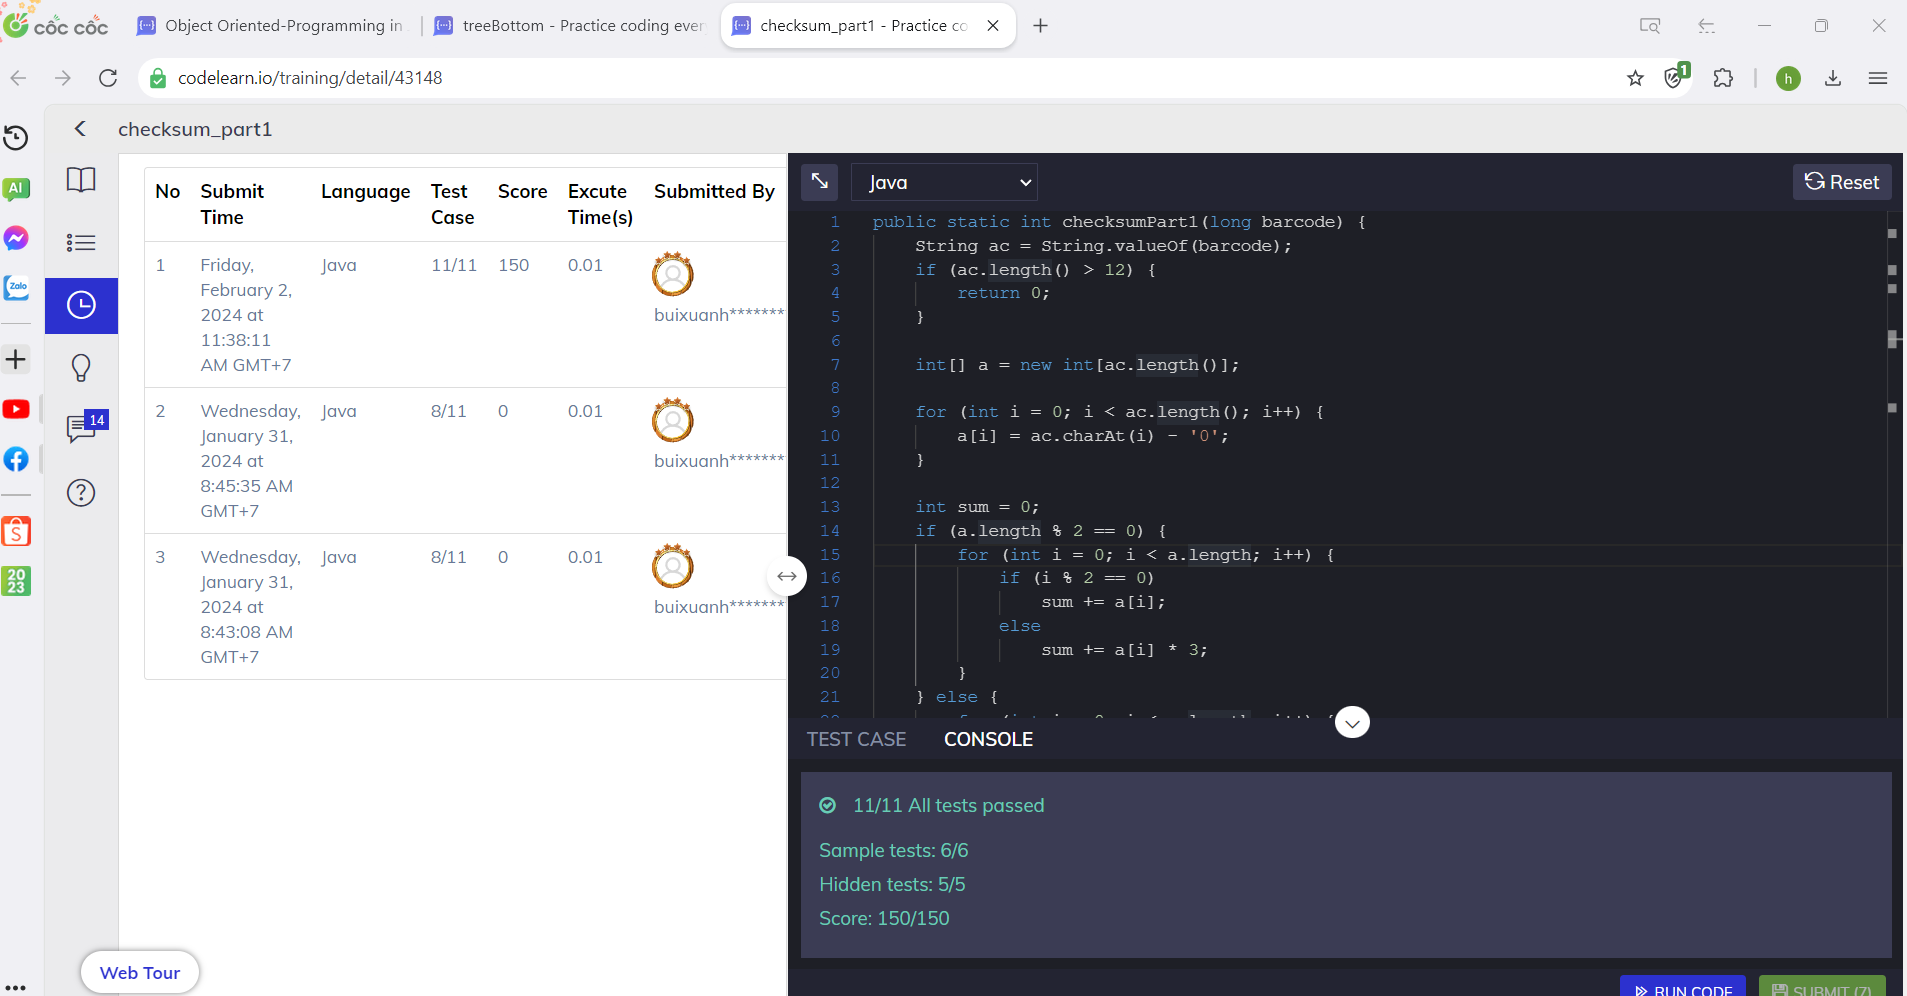 cốc cốc
Object Oriented-Programming in
treeBottom - Practice coding ever
checksum_part1 - Practice co
codelearn.io/training/detail/43148
1
h
checksum_part1
AI
Zalo
14
20
23
No Submit Time Language Test Case Score Excute Time(s) Submitted By
1 Friday, February 2, 2024 at 11:38:11 AM GMT+7 Java 11/11 150 0.01 buixuanh********
2 Wednesday, January 31, 2024 at 8:45:35 AM GMT+7 Java 8/11 0 0.01 buixuanh********
3 Wednesday, January 31, 2024 at 8:43:08 AM GMT+7 Java 8/11 0 0.01 buixuanh********
Web Tour
Java
Reset
1 public static int checksumPart1(long barcode) {
2 String ac = String.valueOf(barcode);
3 if (ac.length() > 12) {
4 return 0;
5 }
6
7 int[] a = new int[ac.length()];
8
9 for (int i = 0; i < ac.length(); i++) {
10 a[i] = ac.charAt(i) - '0';
11 }
12
13 int sum = 0;
14 if (a.length % 2 == 0) {
15 for (int i = 0; i < a.length; i++) {
16 if (i % 2 == 0)
17 sum += a[i];
18 else
19 sum += a[i] * 3;
20 }
21 } else {
TEST CASE CONSOLE
11/11 All tests passed
Sample tests: 6/6
Hidden tests: 5/5
Score: 150/150
RUN CODE
SUBMIT (7)